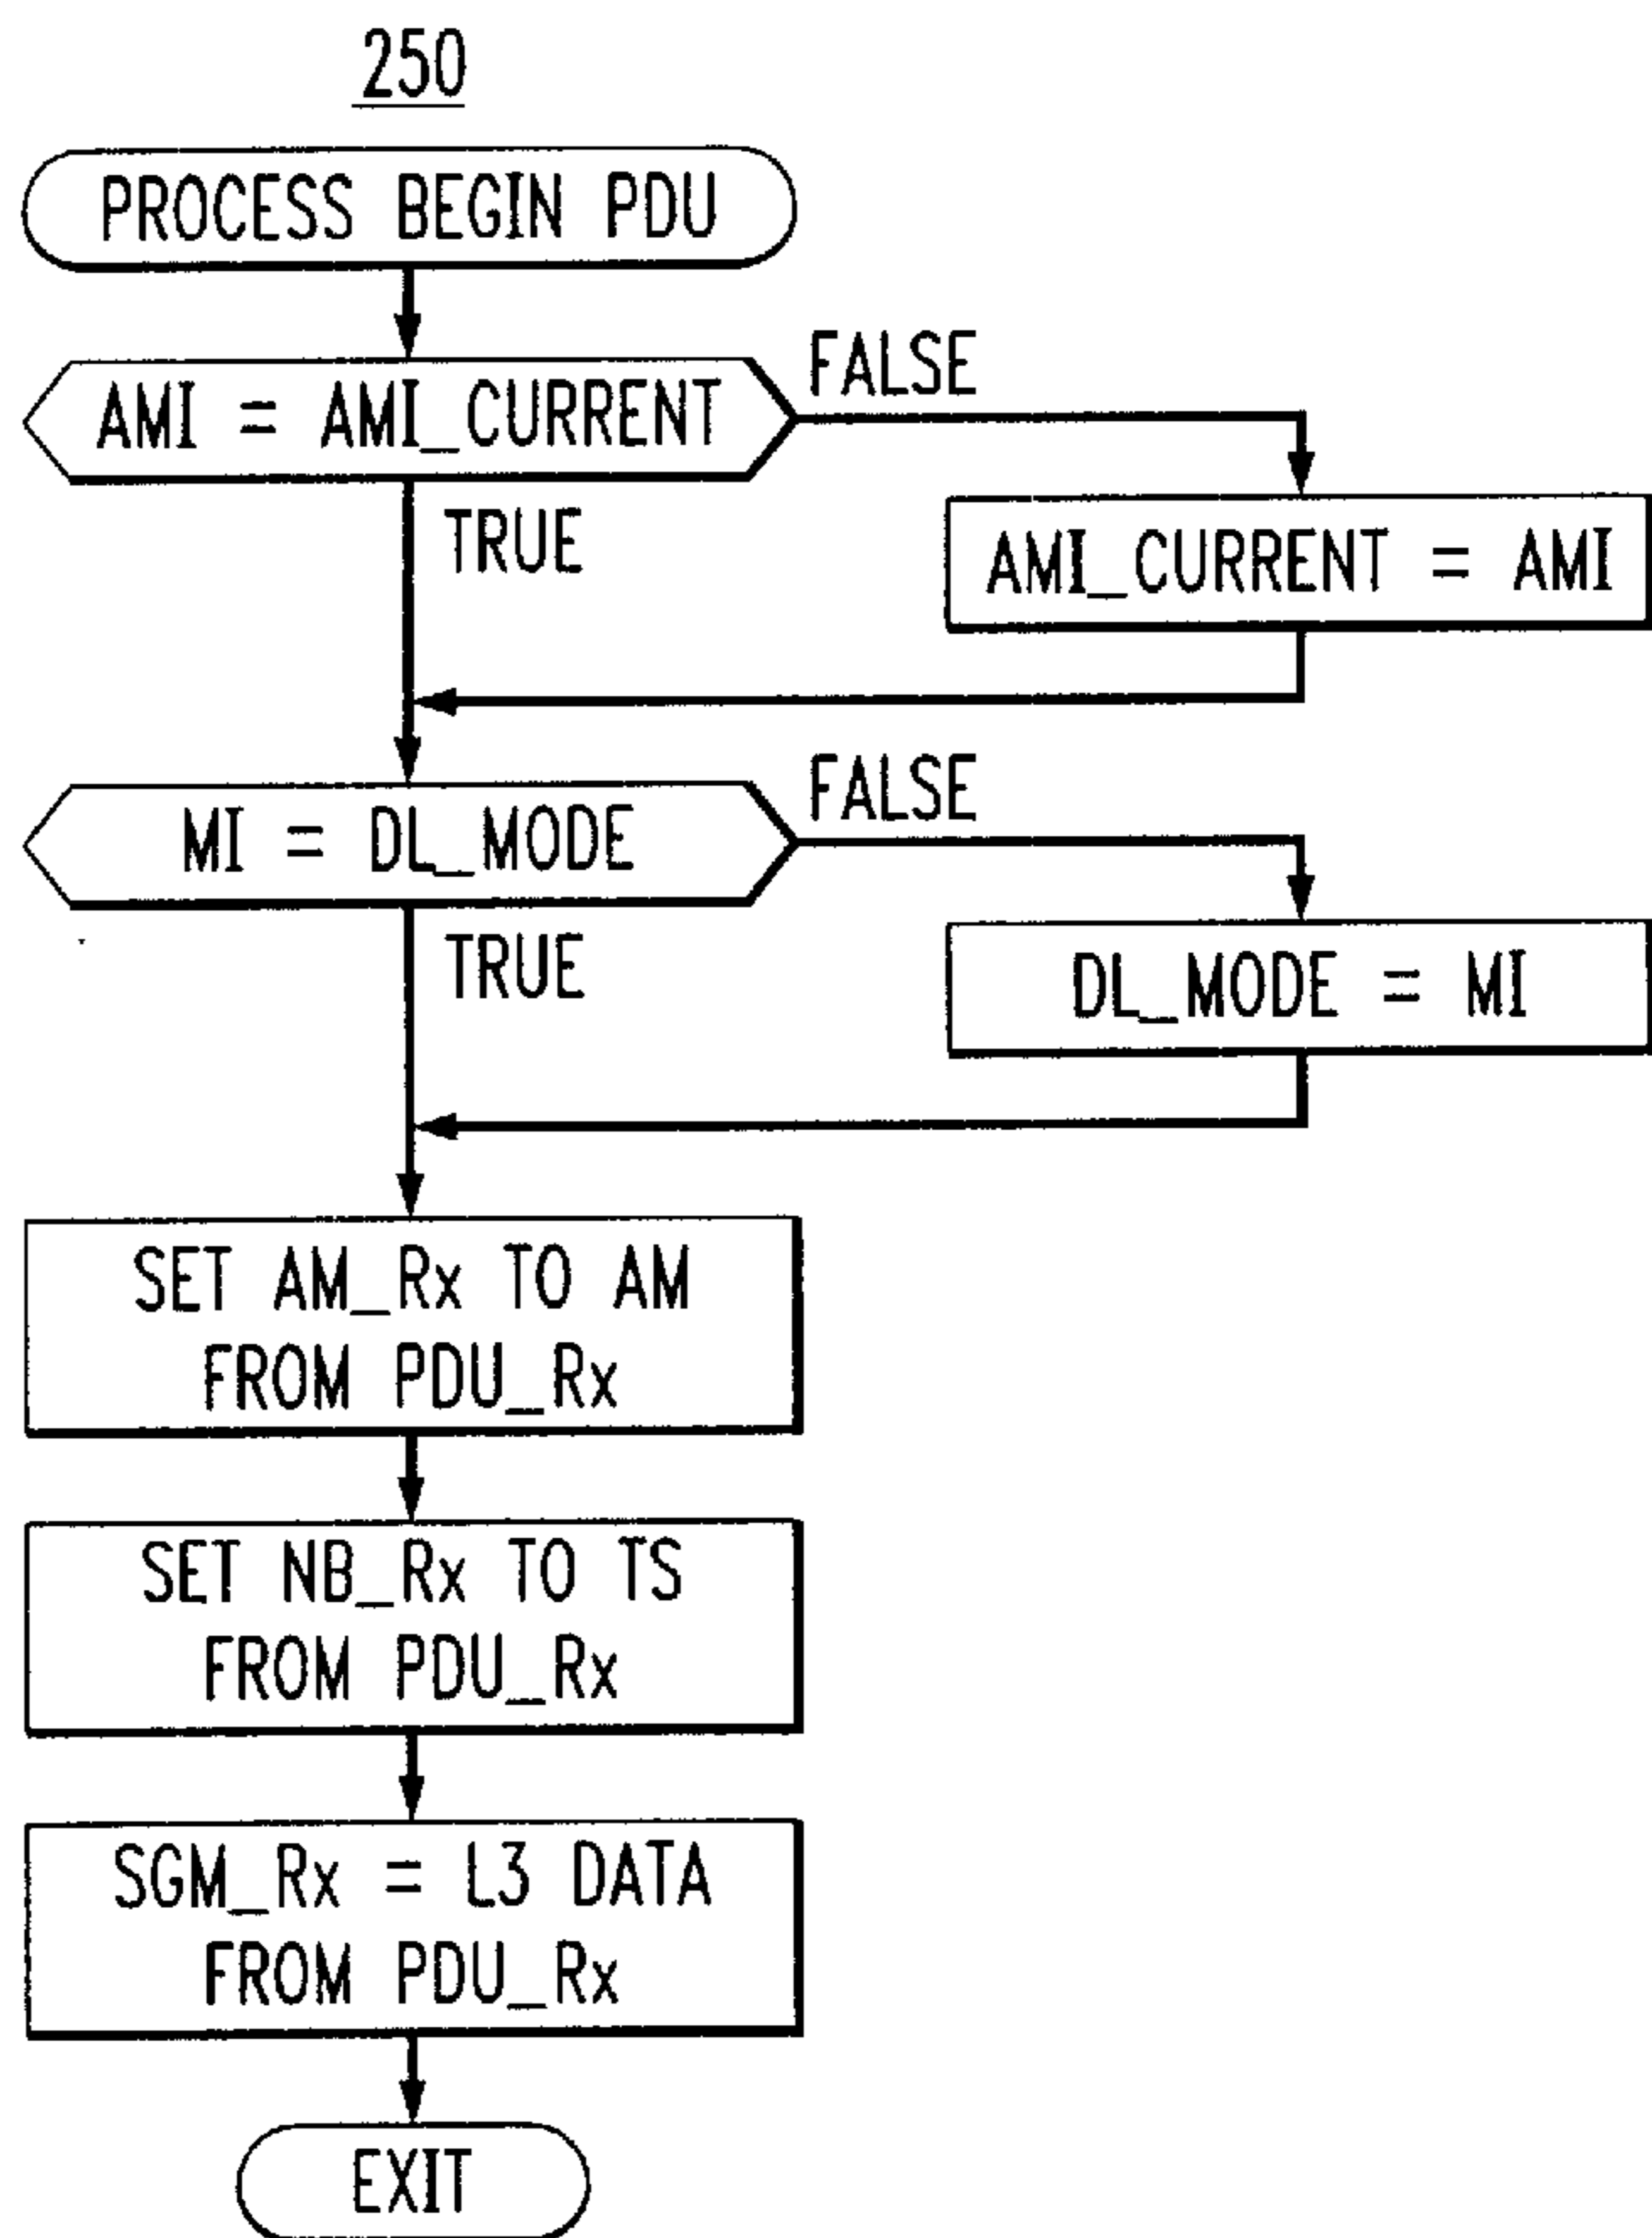 250
PROCESS BEGIN PDU
AMI = AMI_CURRENT
FALSE
TRUE
AMI_CURRENT = AMI
MI = DL_MODE
FALSE
TRUE
DL_MODE = MI
SET AM_Rx TO AM
FROM PDU_Rx
SET NB_Rx TO TS
FROM PDU_Rx
SGM_Rx = L3 DATA
FROM PDU_Rx
EXIT